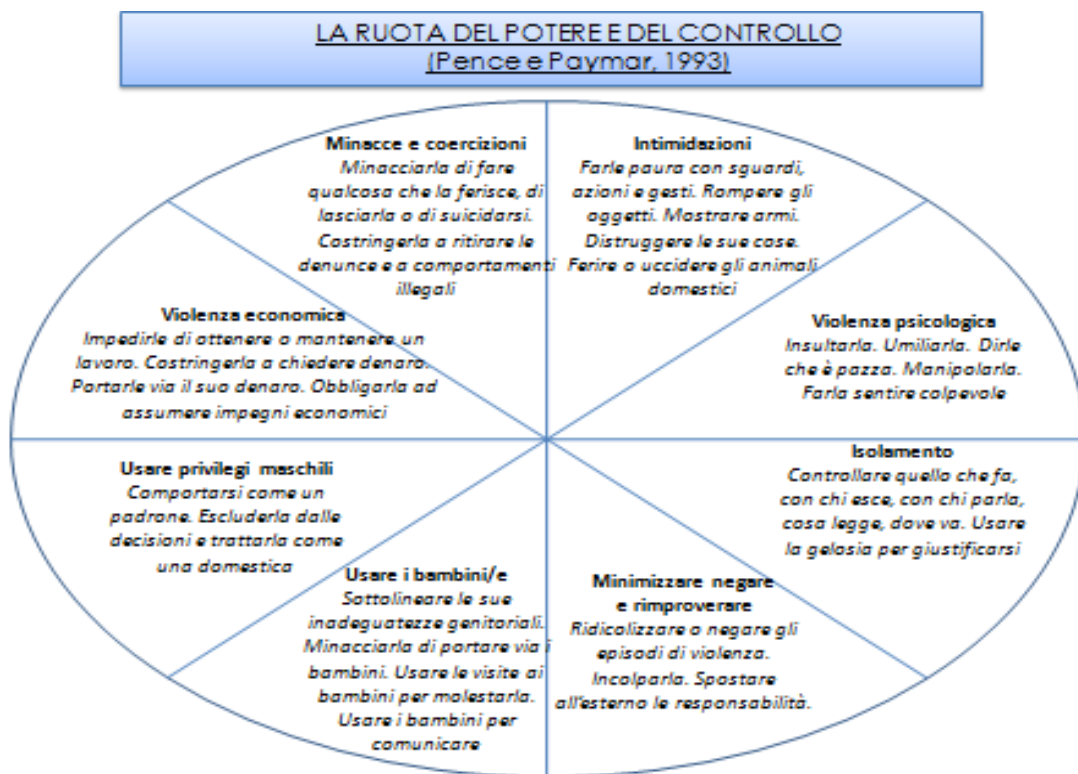 LA RUOTA DEL POTERE E DEL CONTROLLO
(Pence e Paymar, 1993)
Minacce e coercizioni
Minacciarla di fare
qualcosa che la ferisce, di
lasciarla o di suicidarsi.
Costringerla a ritirare le
denunce e a comportamenti
illegali
Intimidazioni
Farle paura con sguardi,
azioni e gesti. Rompere gli
oggetti. Mostrare armi.
Distruggere le sue cose.
Ferire o uccidere gli animali
domestici
Violenza psicologica
Insultarla. Umiliarla. Dirle
che è pazza. Manipolarla.
Farla sentire colpevole
Isolamento
Controllare quello che fa,
con chi esce, con chi parla,
cosa legge, dove va. Usare
la gelosia per giustificarsi
Minimizzare negare
e rimproverare
Ridicolizzare o negare gli
episodi di violenza.
Incolparla. Spostare
all'esterno le responsabilità.
Usare i bambini/e
Sottolineare le sue
inadeguatezze genitoriali.
Minacciarla di portare via i
bambini. Usare le visite ai
bambini per molestarla.
Usare i bambini per
comunicare
Usare privilegi maschili
Comportarsi come un
padrone. Escluderla dalle
decisioni e trattarla come
una domestica
Violenza economica
Impedirle di ottenere o mantenere un
lavoro. Costringerla a chiedere denaro.
Portarle via il suo denaro. Obbligarla ad
assumere impegni economici